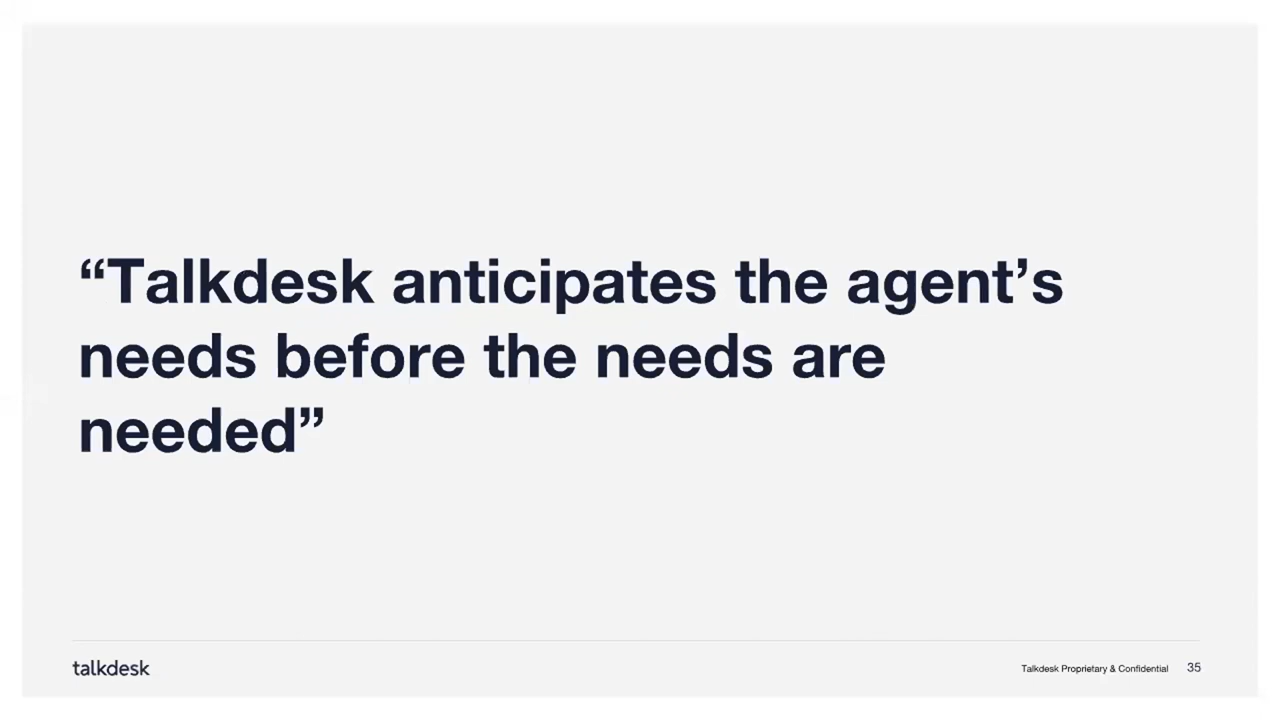 “Talkdesk anticipates the agent’s
needs before the needs are
needed”
talkdesk
Talkdesk Proprietary & Confidential 35